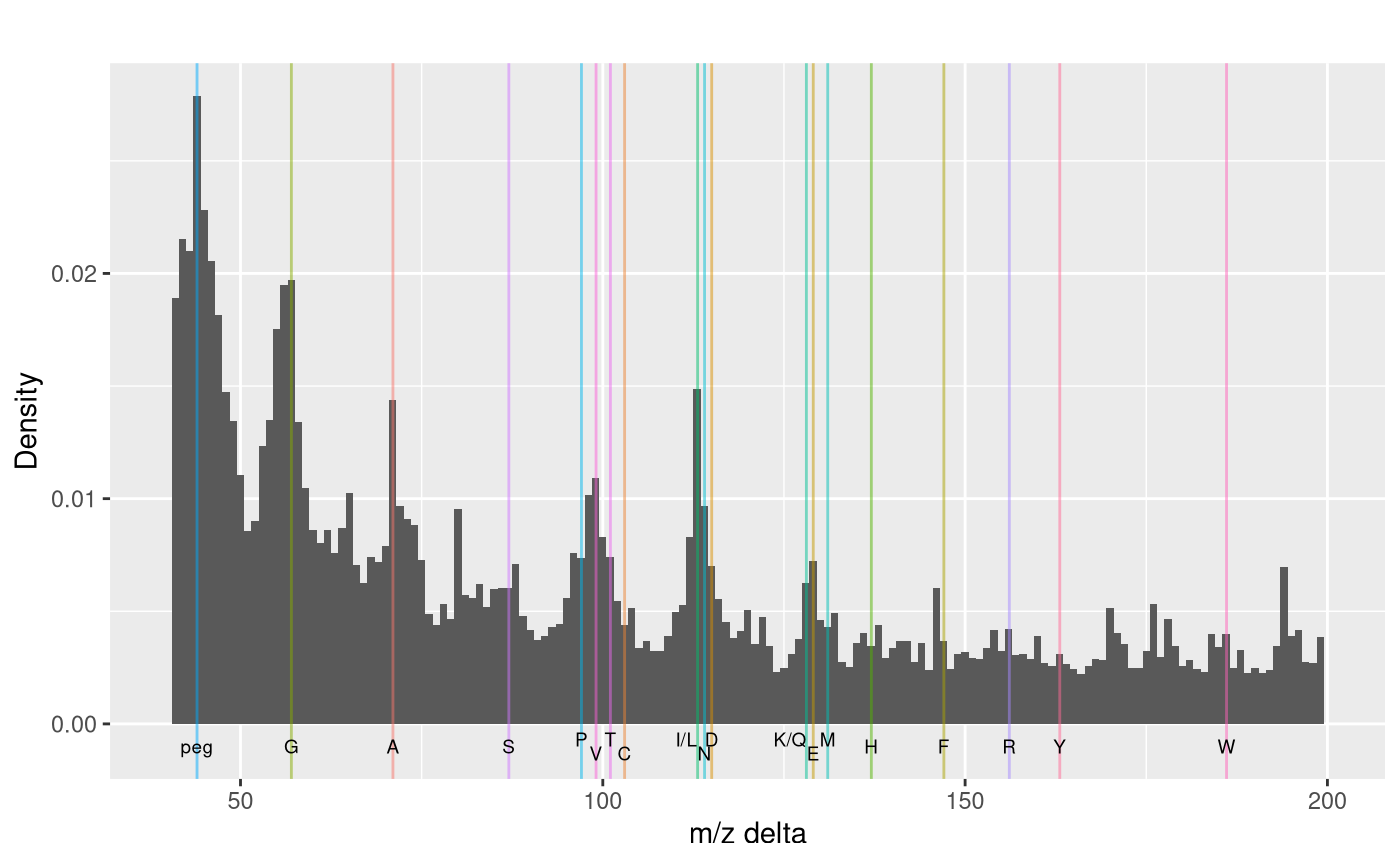 Density
0.02
0.01
0.00
peg G A S P V T C I/L N D K/Q E M H F R Y W
50 100 150 200
m/z delta